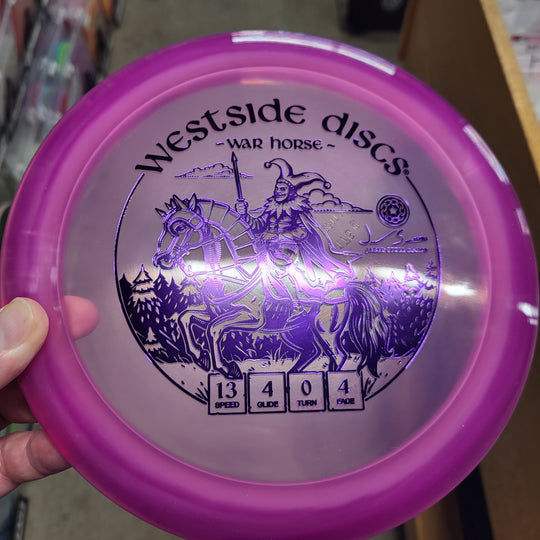 WESTSIDE DISCS®
- WAR HORSE -
13 4 0 4
SPEED GLIDE TURN FADE